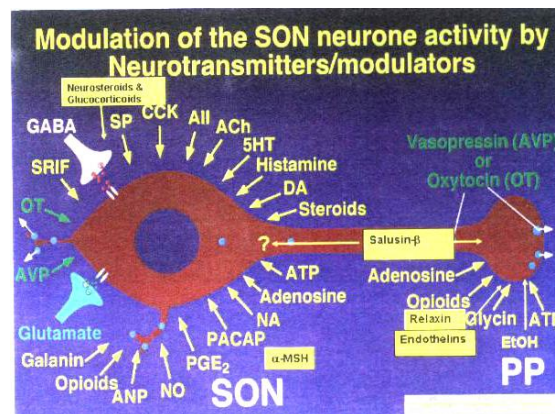 Modulation of the SON neurone activity by
Neurotransmitters/modulators
Neurosteroids &
Glucocorticoids
GABA
SP
CCK
AII
ACh
5HT
Histamine
DA
Steroids
SRIF
OT
AVP
Glutamate
Galanin
Opioids
ANP
NO
PGE2
PACAP
NA
Adenosine
ATP
?
Salusin-β
α-MSH
SON
Vasopressin (AVP)
or
Oxytocin (OT)
Adenosine
Opioids
Relaxin
Endothelins
Glycin
EtOH
PP